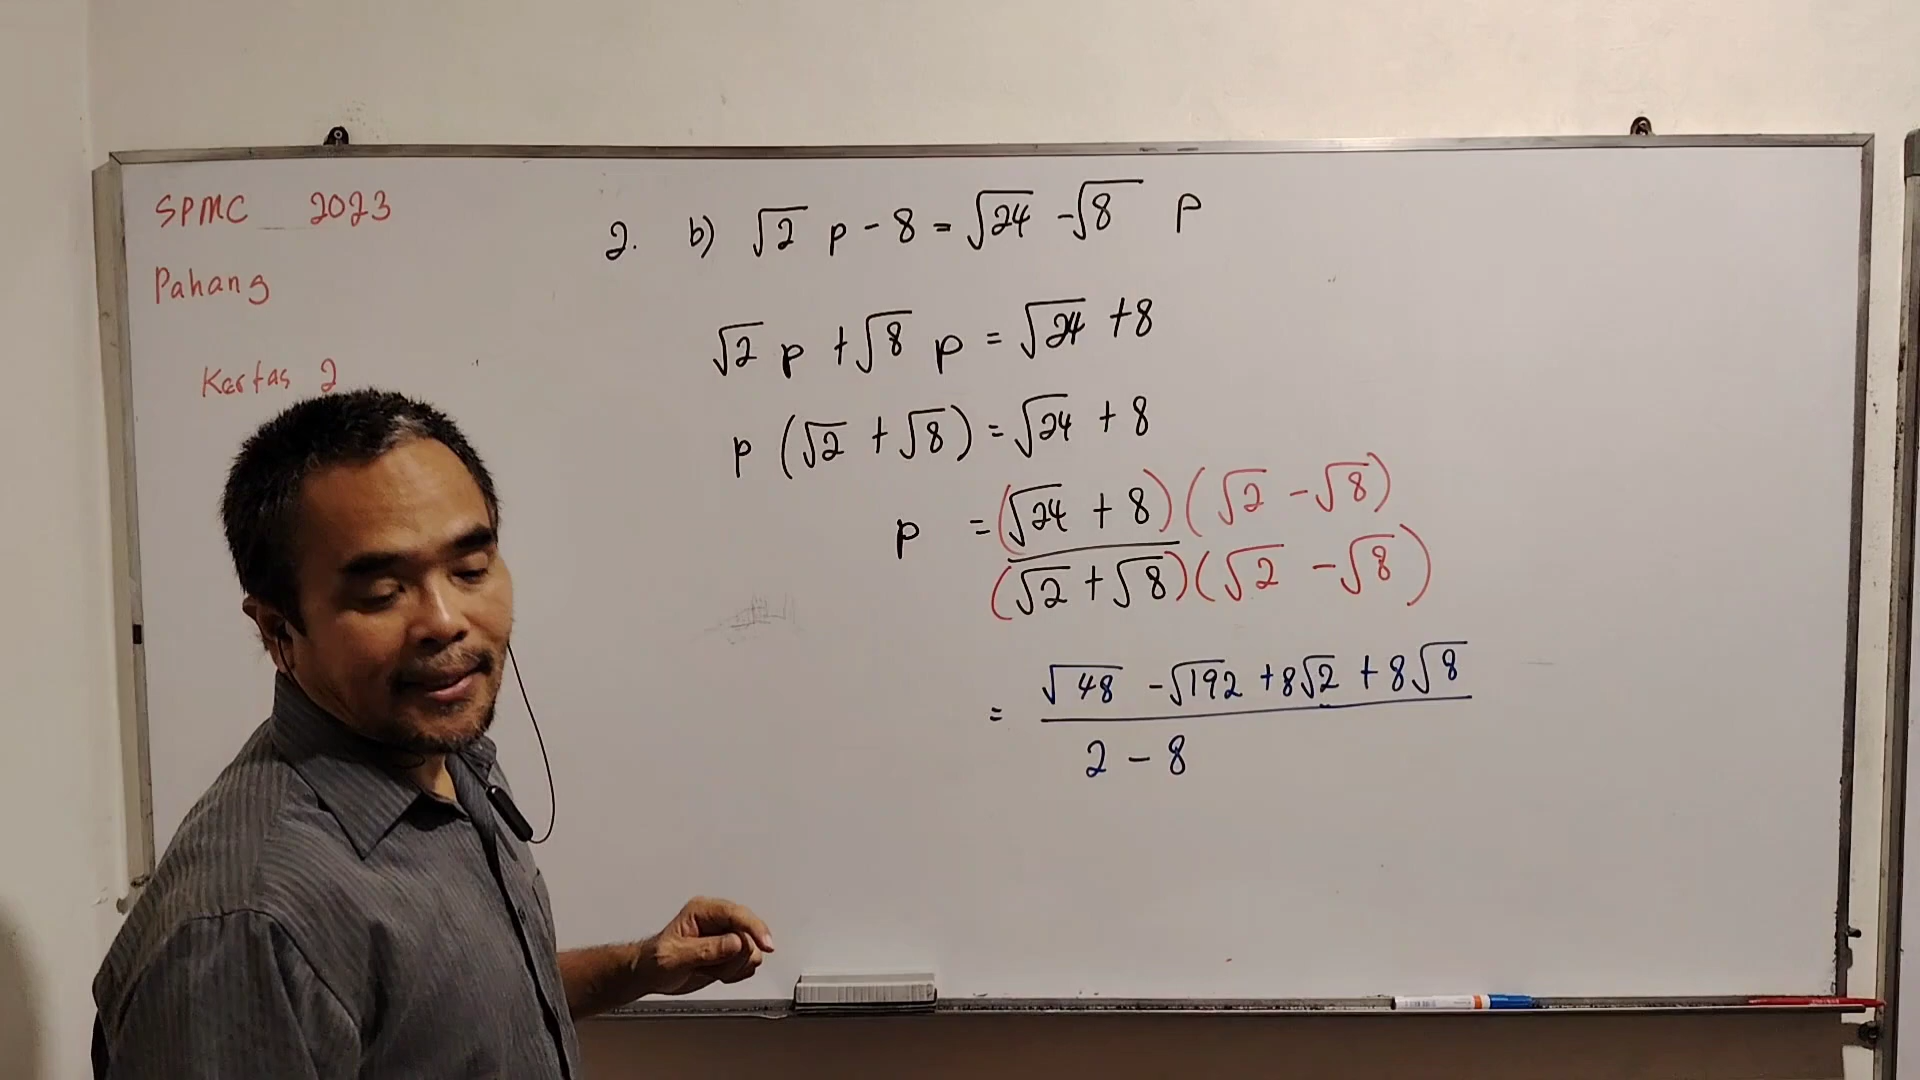 SPMC 2023
Pahang
Kertas 2
2. b) √2 p - 8 = √24 - √8 p
√2 p + √8 p = √24 + 8
p (√2 + √8) = √24 + 8
p = (√24 + 8)(√2 - √8)
(√2 + √8)(√2 - √8)
= √48 - √192 + 8√2 + 8√8
2 - 8